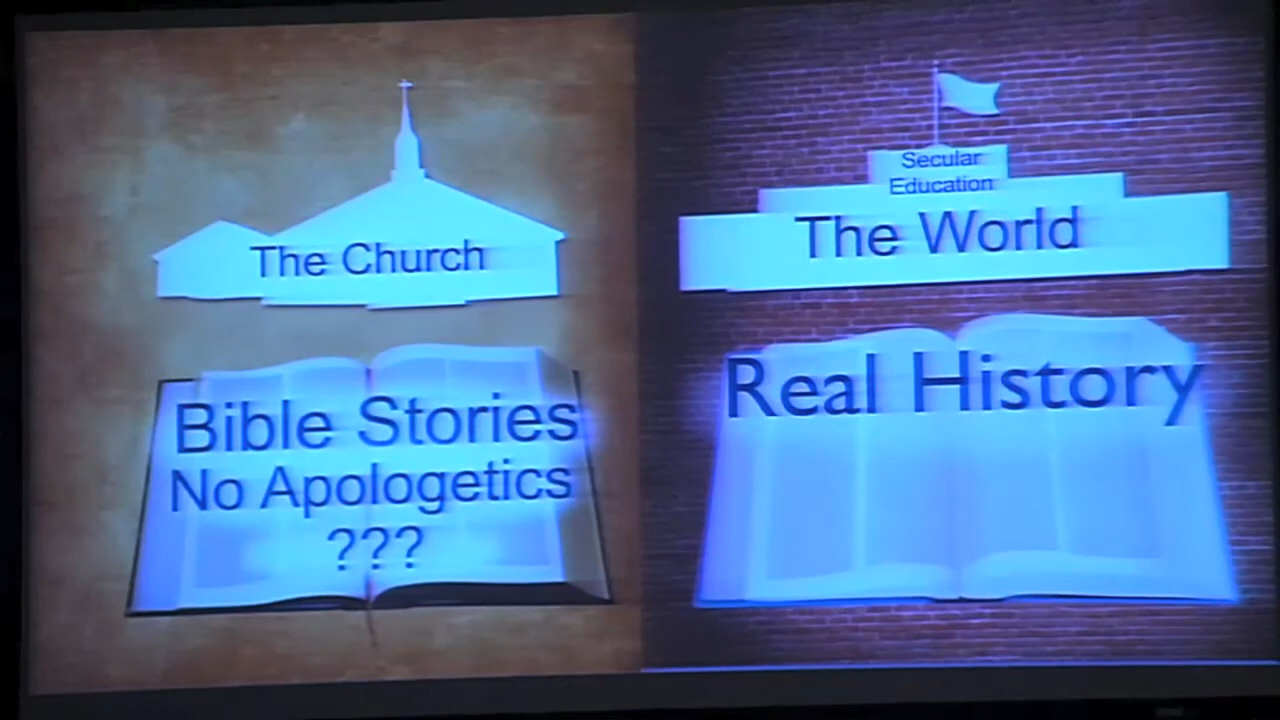 The Church
Bible Stories
No Apologetics
???
Secular
Education
The World
Real History